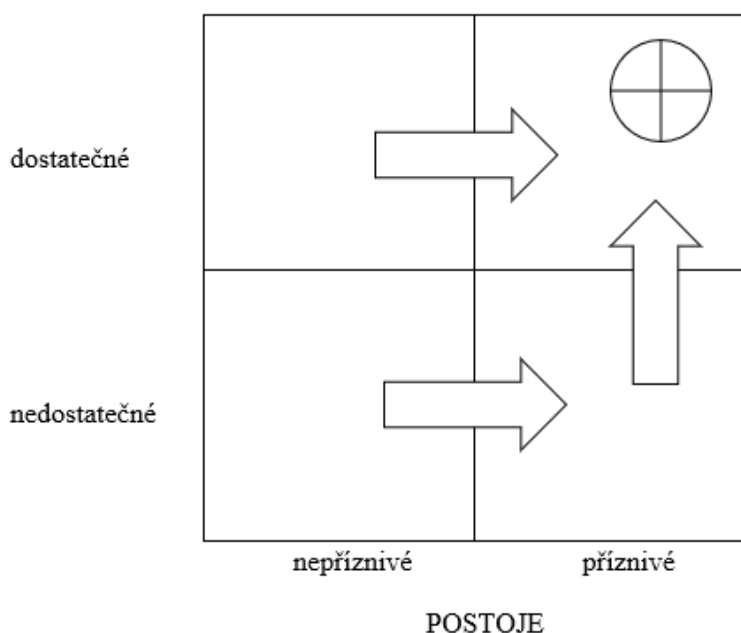 dostatečné
nedostatečné
nepříznivé
příznivé
POSTOJE